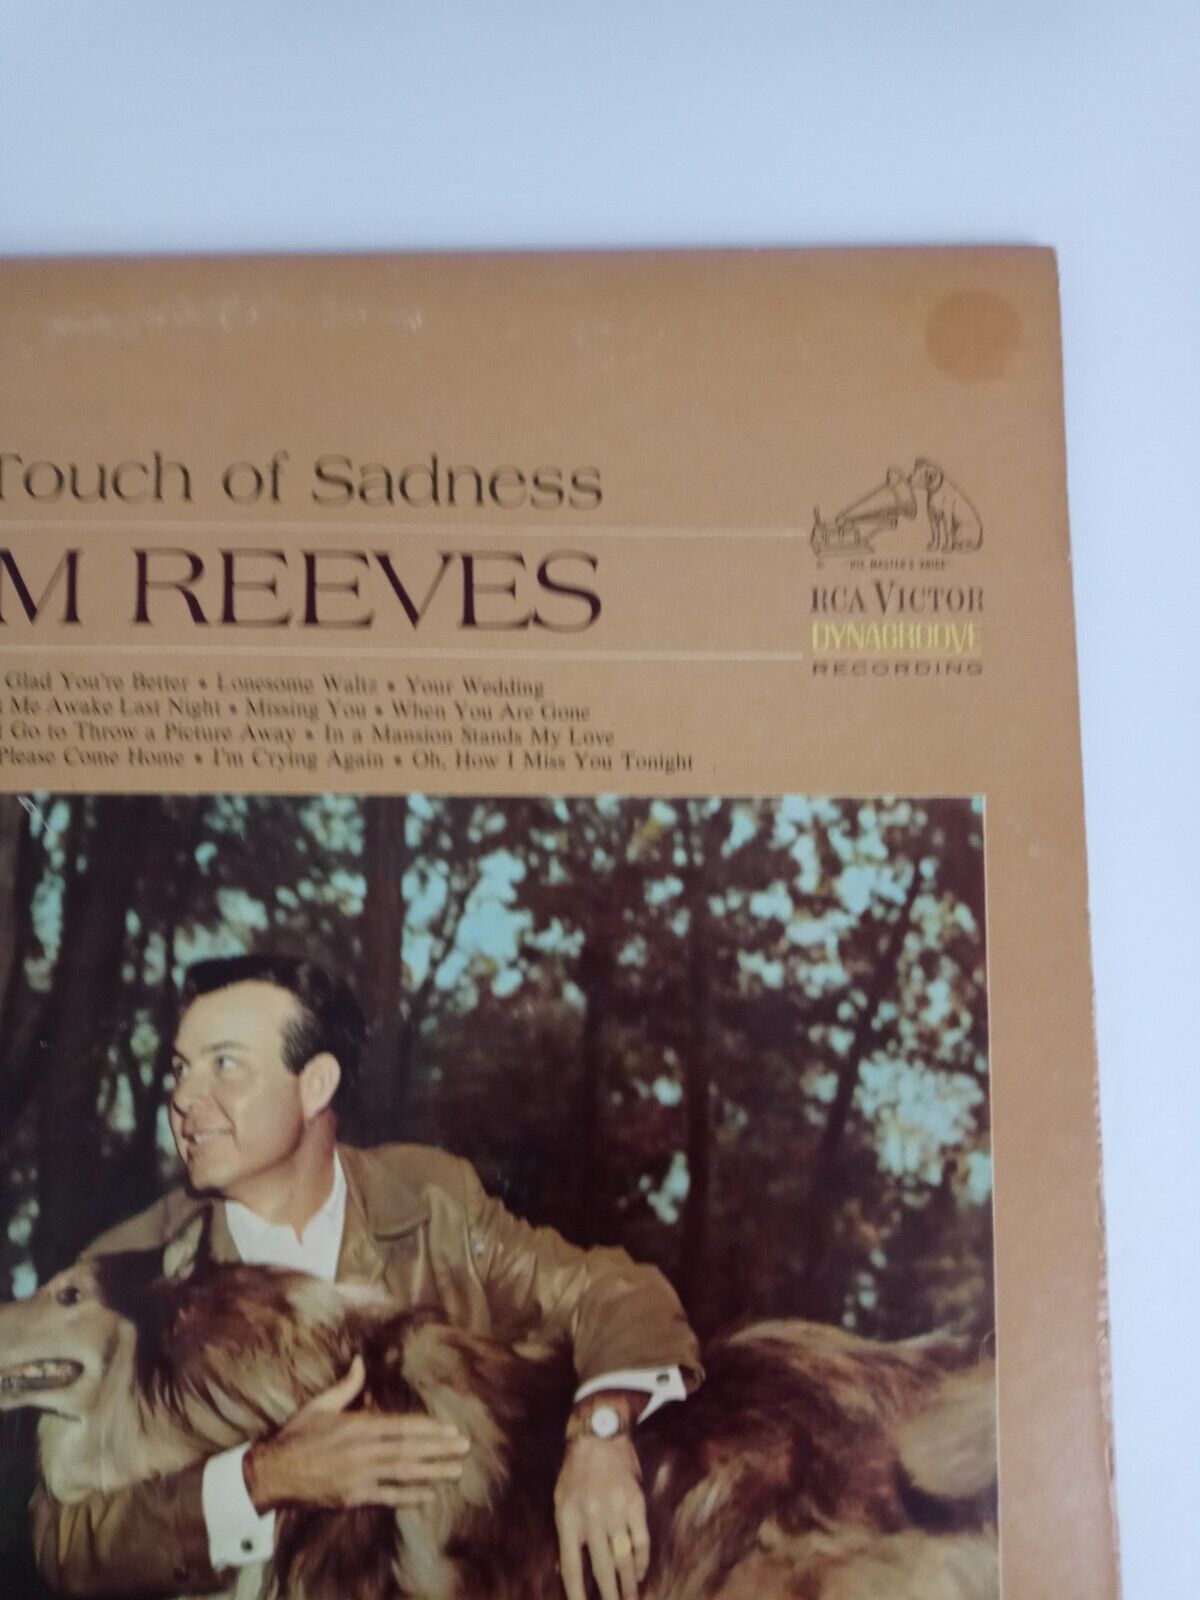 Touch of Sadness
M REEVES
"HIS MASTER'S VOICE"
RCA VICTOR
DYNAGROOVE
RECORDING
Glad You're Better • Lonesome Waltz • Your Wedding
Me Awake Last Night • Missing You • When You Are Gone
Go to Throw a Picture Away • In a Mansion Stands My Love
Please Come Home • I'm Crying Again • Oh, How I Miss You Tonight